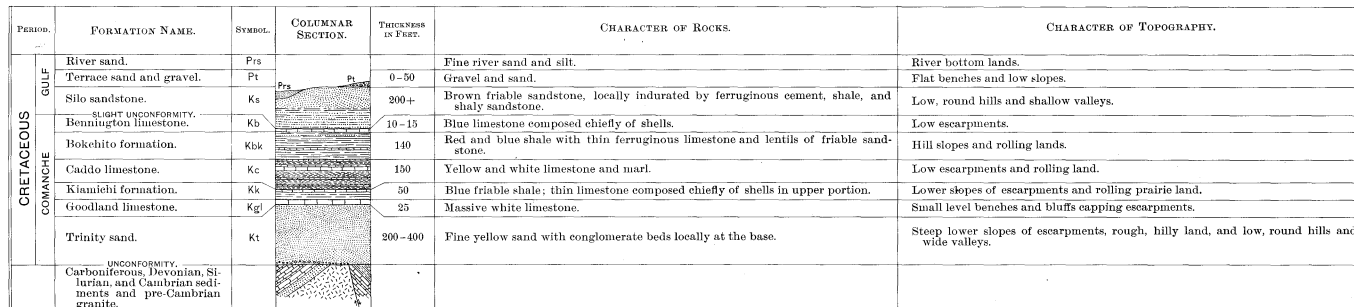 PERIOD. FORMATION NAME. SYMBOL. COLUMNAR SECTION. THICKNESS IN FEET. CHARACTER OF ROCKS. CHARACTER OF TOPOGRAPHY.
CRETACEOUS
GULF
River sand. Prs Fine river sand and silt. River bottom lands.
Terrace sand and gravel. Pt 0–50 Gravel and sand. Flat benches and low slopes.
Prs Pt
Silo sandstone. Ks 200+ Brown friable sandstone, locally indurated by ferruginous cement, shale, and
shaly sandstone. Low, round hills and shallow valleys.
SLIGHT UNCONFORMITY.
COMANCHE
Bennington limestone. Kb 10–15 Blue limestone composed chiefly of shells. Low escarpments.
Bokchito formation. Kbk 140 Red and blue shale with thin ferruginous limestone and lentils of friable sand-
stone. Hill slopes and rolling lands.
Caddo limestone. Kc 150 Yellow and white limestone and marl. Low escarpments and rolling land.
Kiamichi formation. Kk 50 Blue friable shale; thin limestone composed chiefly of shells in upper portion. Lower slopes of escarpments and rolling prairie land.
Goodland limestone. Kgl 25 Massive white limestone. Small level benches and bluffs capping escarpments.
Trinity sand. Kt 200–400 Fine yellow sand with conglomerate beds locally at the base. Steep lower slopes of escarpments, rough, hilly land, and low, round hills and
wide valleys.
UNCONFORMITY.
Carboniferous, Devonian, Si-
lurian, and Cambrian sedi-
ments and pre-Cambrian
granite.